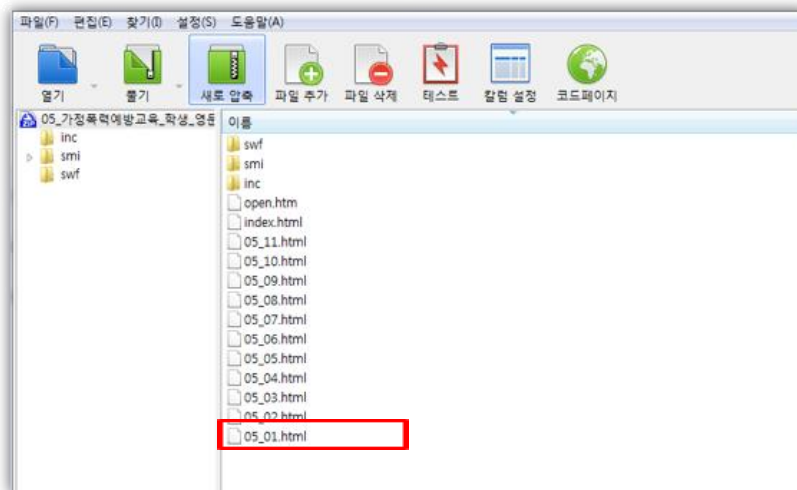 파일(F) 편집(E) 찾기(I) 설정(S) 도움말(A)
열기 풀기 새로 압축 파일 추가 파일 삭제 테스트 칼럼 설정 코드페이지
05_가정폭력예방교육_학생_영문
inc
smi
swf
이름
swf
smi
inc
open.htm
index.html
05_11.html
05_10.html
05_09.html
05_08.html
05_07.html
05_06.html
05_05.html
05_04.html
05_03.html
05_02.html
05_01.html